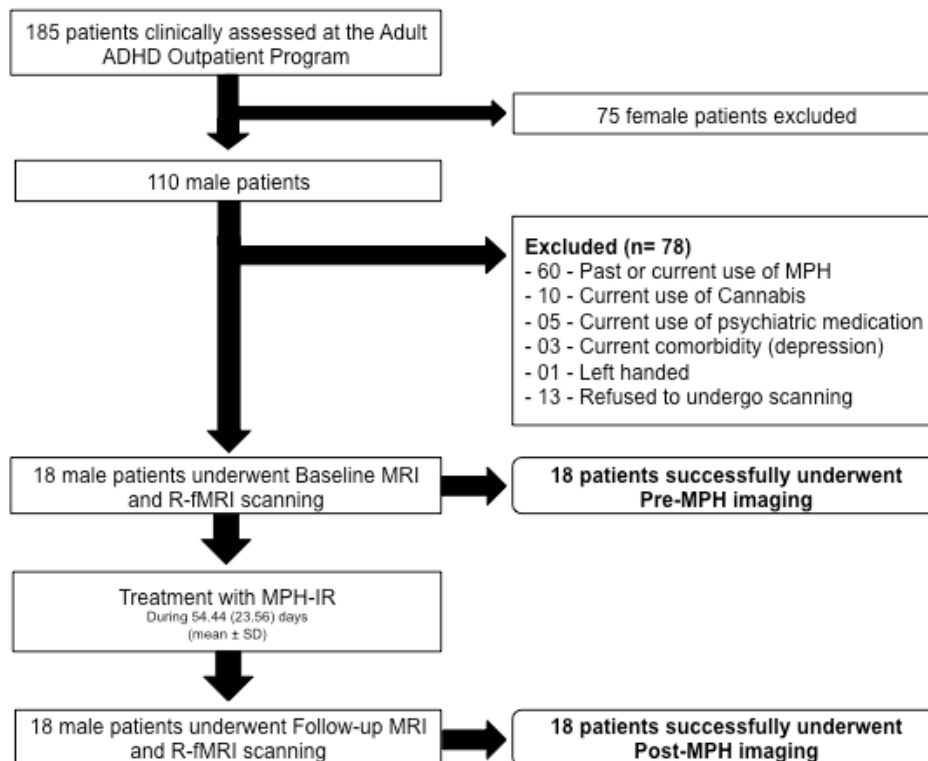 185 patients clinically assessed at the Adult
ADHD Outpatient Program
75 female patients excluded
110 male patients
Excluded (n= 78)
- 60 - Past or current use of MPH
- 10 - Current use of Cannabis
- 05 - Current use of psychiatric medication
- 03 - Current comorbidity (depression)
- 01 - Left handed
- 13 - Refused to undergo scanning
18 male patients underwent Baseline MRI
and R-fMRI scanning
18 patients successfully underwent
Pre-MPH imaging
Treatment with MPH-IR
During 54.44 (23.56) days
(mean ± SD)
18 male patients underwent Follow-up MRI
and R-fMRI scanning
18 patients successfully underwent
Post-MPH imaging